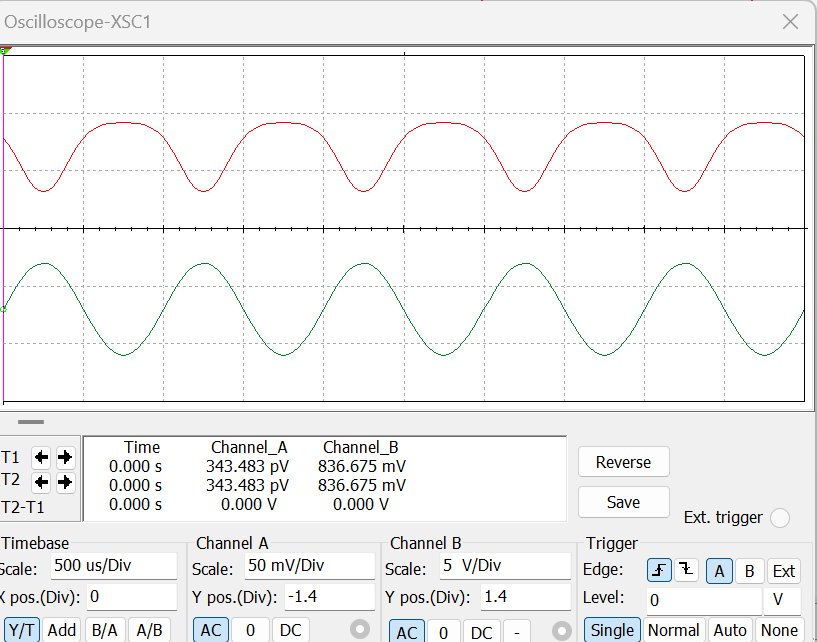 Oscilloscope-XSC1
Time Channel_A Channel_B
T1 0.000 s 343.483 pV 836.675 mV
T2 0.000 s 343.483 pV 836.675 mV
T2-T1 0.000 s 0.000 V 0.000 V
Reverse
Save
Ext. trigger
Timebase Channel A Channel B Trigger
Scale: 500 us/Div Scale: 50 mV/Div Scale: 5 V/Div Edge: A B Ext
X pos.(Div): 0 Y pos.(Div): -1.4 Y pos.(Div): 1.4 Level: 0 V
Y/T Add B/A A/B AC 0 DC AC 0 DC - Single Normal Auto None